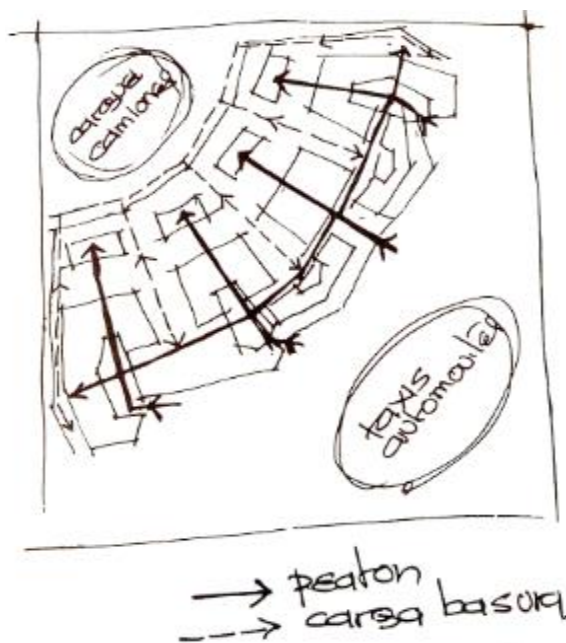 carga
camiones
taxis
automoviles
peaton
carga basura